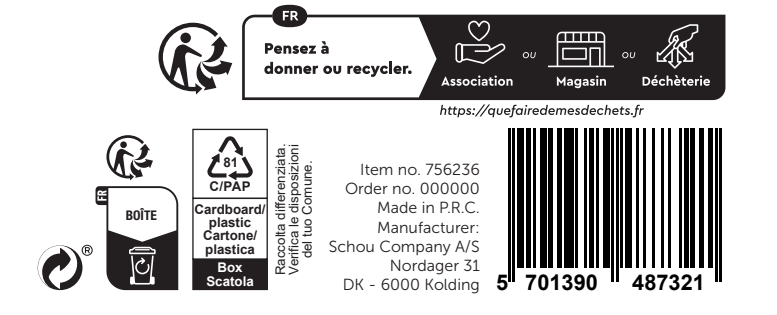 FR
Pensez à
donner ou recycler.
Association
ou
Magasin
ou
Déchèterie
https://quefairedemesdechets.fr
FR
BOÎTE
®
81
C/PAP
Cardboard/
plastic
Cartone/
plastica
Box
Scatola
Raccolta differenziata.
Verifica le disposizioni
del tuo Comune.
Item no. 756236
Order no. 000000
Made in P.R.C.
Manufacturer:
Schou Company A/S
Nordager 31
DK - 6000 Kolding
5 701390 487321